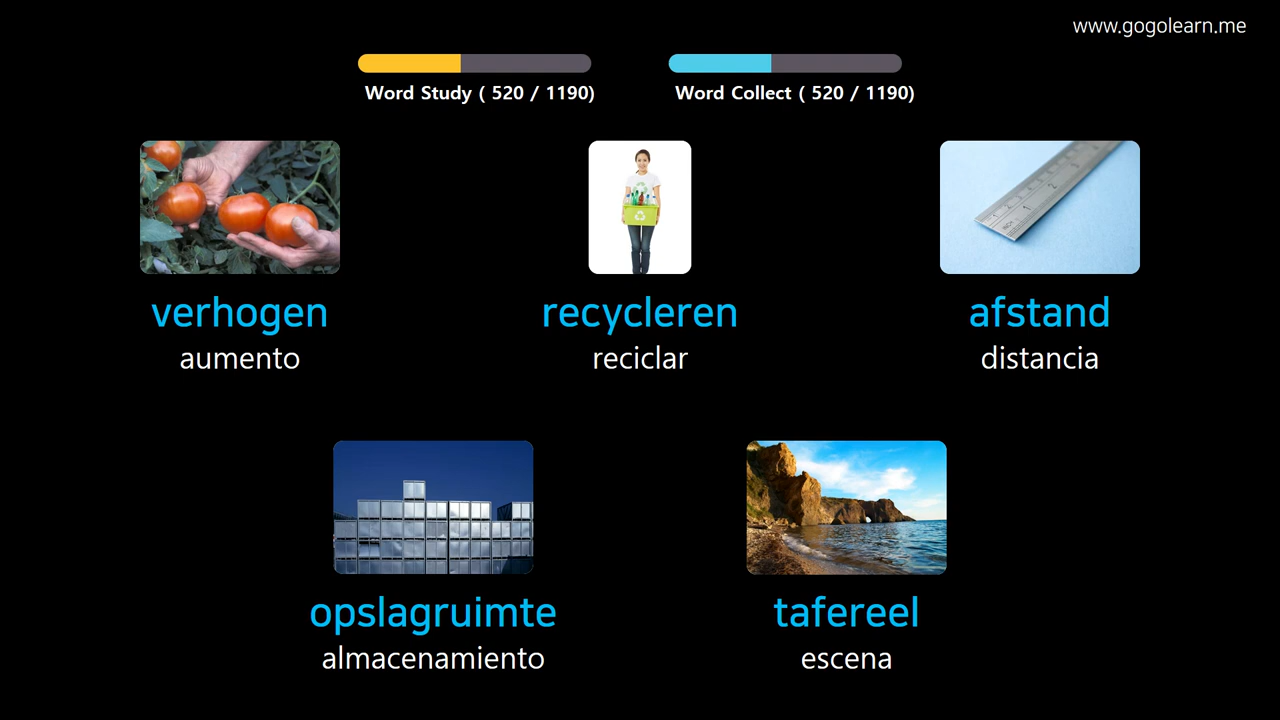 www.gogolearn.me
Word Study ( 520 / 1190)
Word Collect ( 520 / 1190)
verhogen
aumento
recycleren
reciclar
afstand
distancia
opslagruimte
almacenamiento
tafereel
escena